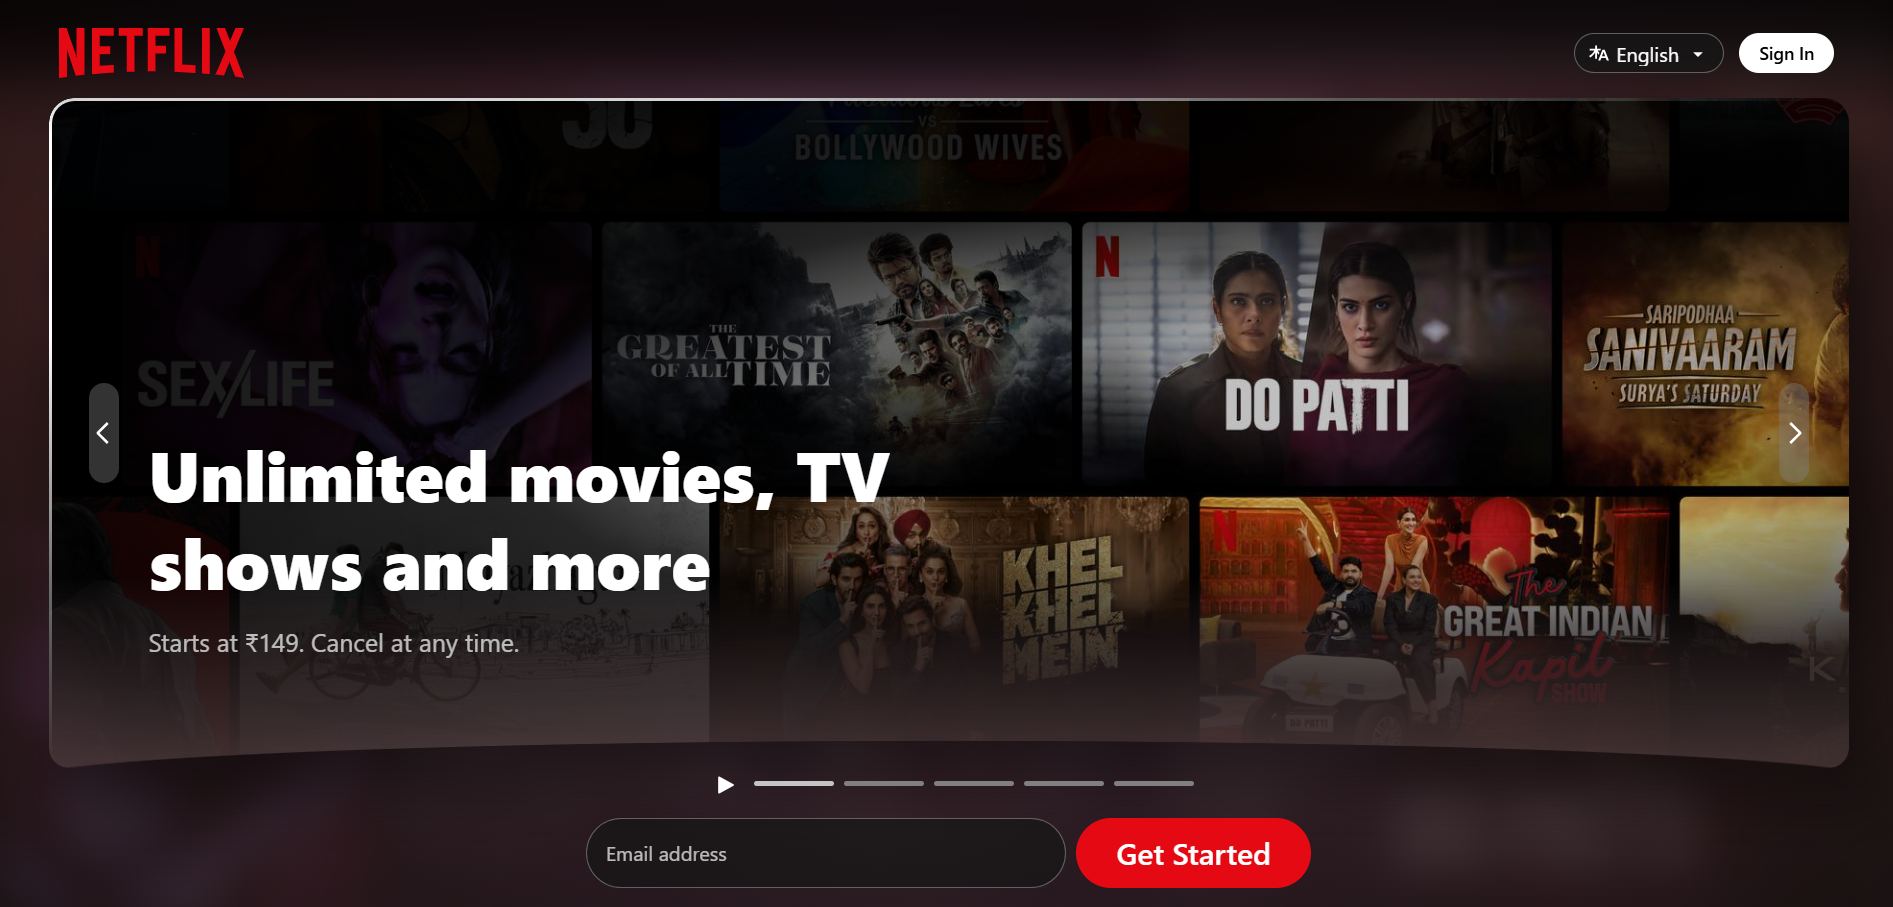 NETFLIX
English
Sign In
VS
BOLLYWOOD WIVES
N
SEX/LIFE
THE
GREATEST
OF ALL TIME
N
DO PATTI
SARIPODHAA
SANIVAARAM
SURYA'S SATURDAY
Unlimited movies, TV
shows and more
Starts at ₹149. Cancel at any time.
KHEL
KHEL
MEIN
N
The
GREAT INDIAN
Kapil
SHOW
DO PATTI
K
Email address
Get Started